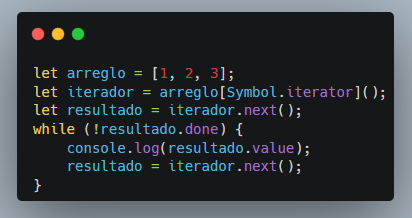 let arreglo = [1, 2, 3];
let iterador = arreglo[Symbol.iterator]();
let resultado = iterador.next();
while (!resultado.done) {
    console.log(resultado.value);
    resultado = iterador.next();
}